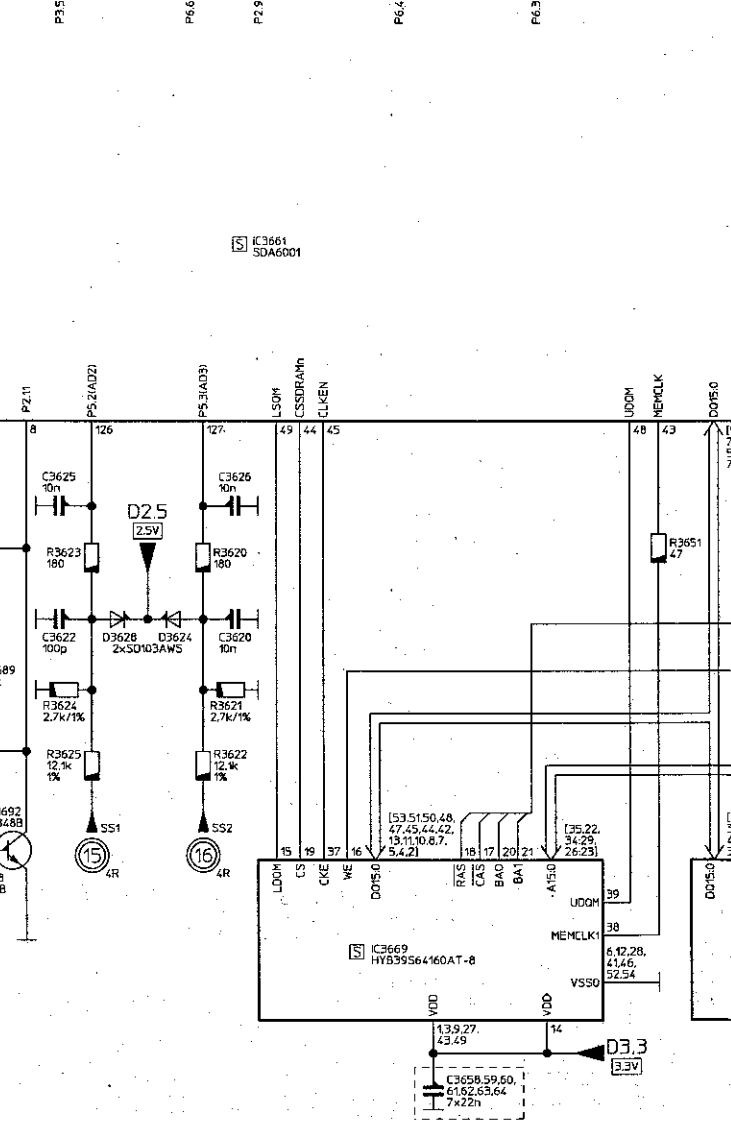 P3.5
P6.6
P2.9
P6.4
P6.3
S iC3661
SDA6001
P2.11
P5.2(AD2)
P5.3(AD3)
LSQM
CSSDRAMn
CLKEN
UDQM
MEMCLK
DQ15:0
8
126
127
49
44
45
48
43
C3625
10n
C3626
10n
D2.5
2.5V
R3623
180
R3620
180
R3651
47
C3622
100p
D3628
D3624
2xSD103AWS
C3620
10n
R3624
2.7k/1%
R3621
2,7k/1%
R3625
12,1k
1%
R3622
12,1k
1%
SS1
SS2
15
4R
16
4R
[53.51.50,48,
47,45,44,42,
13,11,10,8,7,
5,4,2]
[35,22,
34:29,
26:23]
15
19
37
16
18
17
20
21
LDQM
CS
CKE
WE
DQ15:0
RAS
CAS
BA0
BA1
A15:0
DQ15:0
UDQM
39
MEMCLK1
38
S IC3669
HYB39S64160AT-8
VSSQ
6,12,28,
41,46,
52,54
VDD
VDD
1,3,9,27,
43,49
14
D3,3
3.3V
C3658,59,60,
61,62,63,64
7x22n